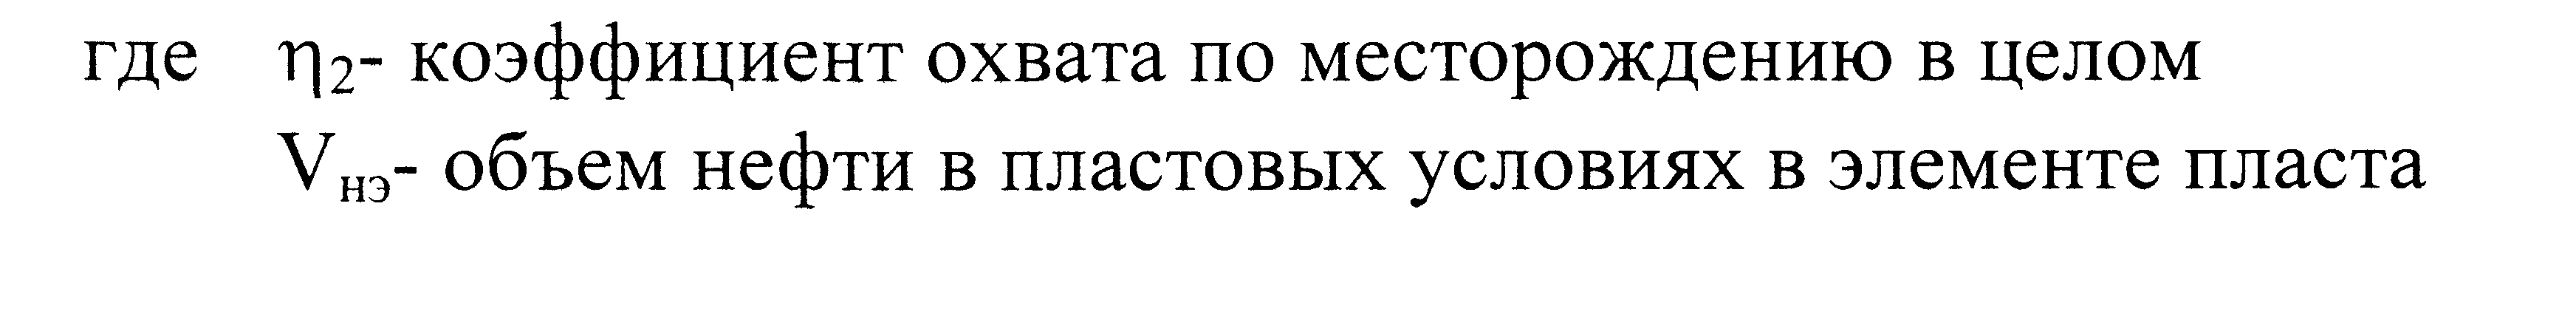 где η₂- коэффициент охвата по месторождению в целом
Vнэ- объем нефти в пластовых условиях в элементе пласта